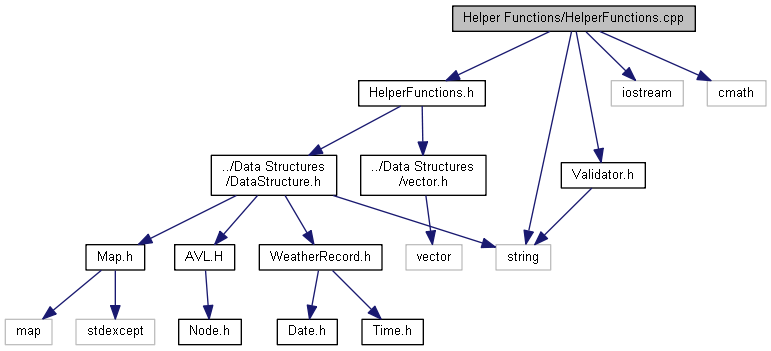 Helper Functions/HelperFunctions.cpp
HelperFunctions.h
iostream
cmath
../Data Structures
/DataStructure.h
../Data Structures
/vector.h
Validator.h
Map.h
AVL.H
WeatherRecord.h
vector
string
map
stdexcept
Node.h
Date.h
Time.h